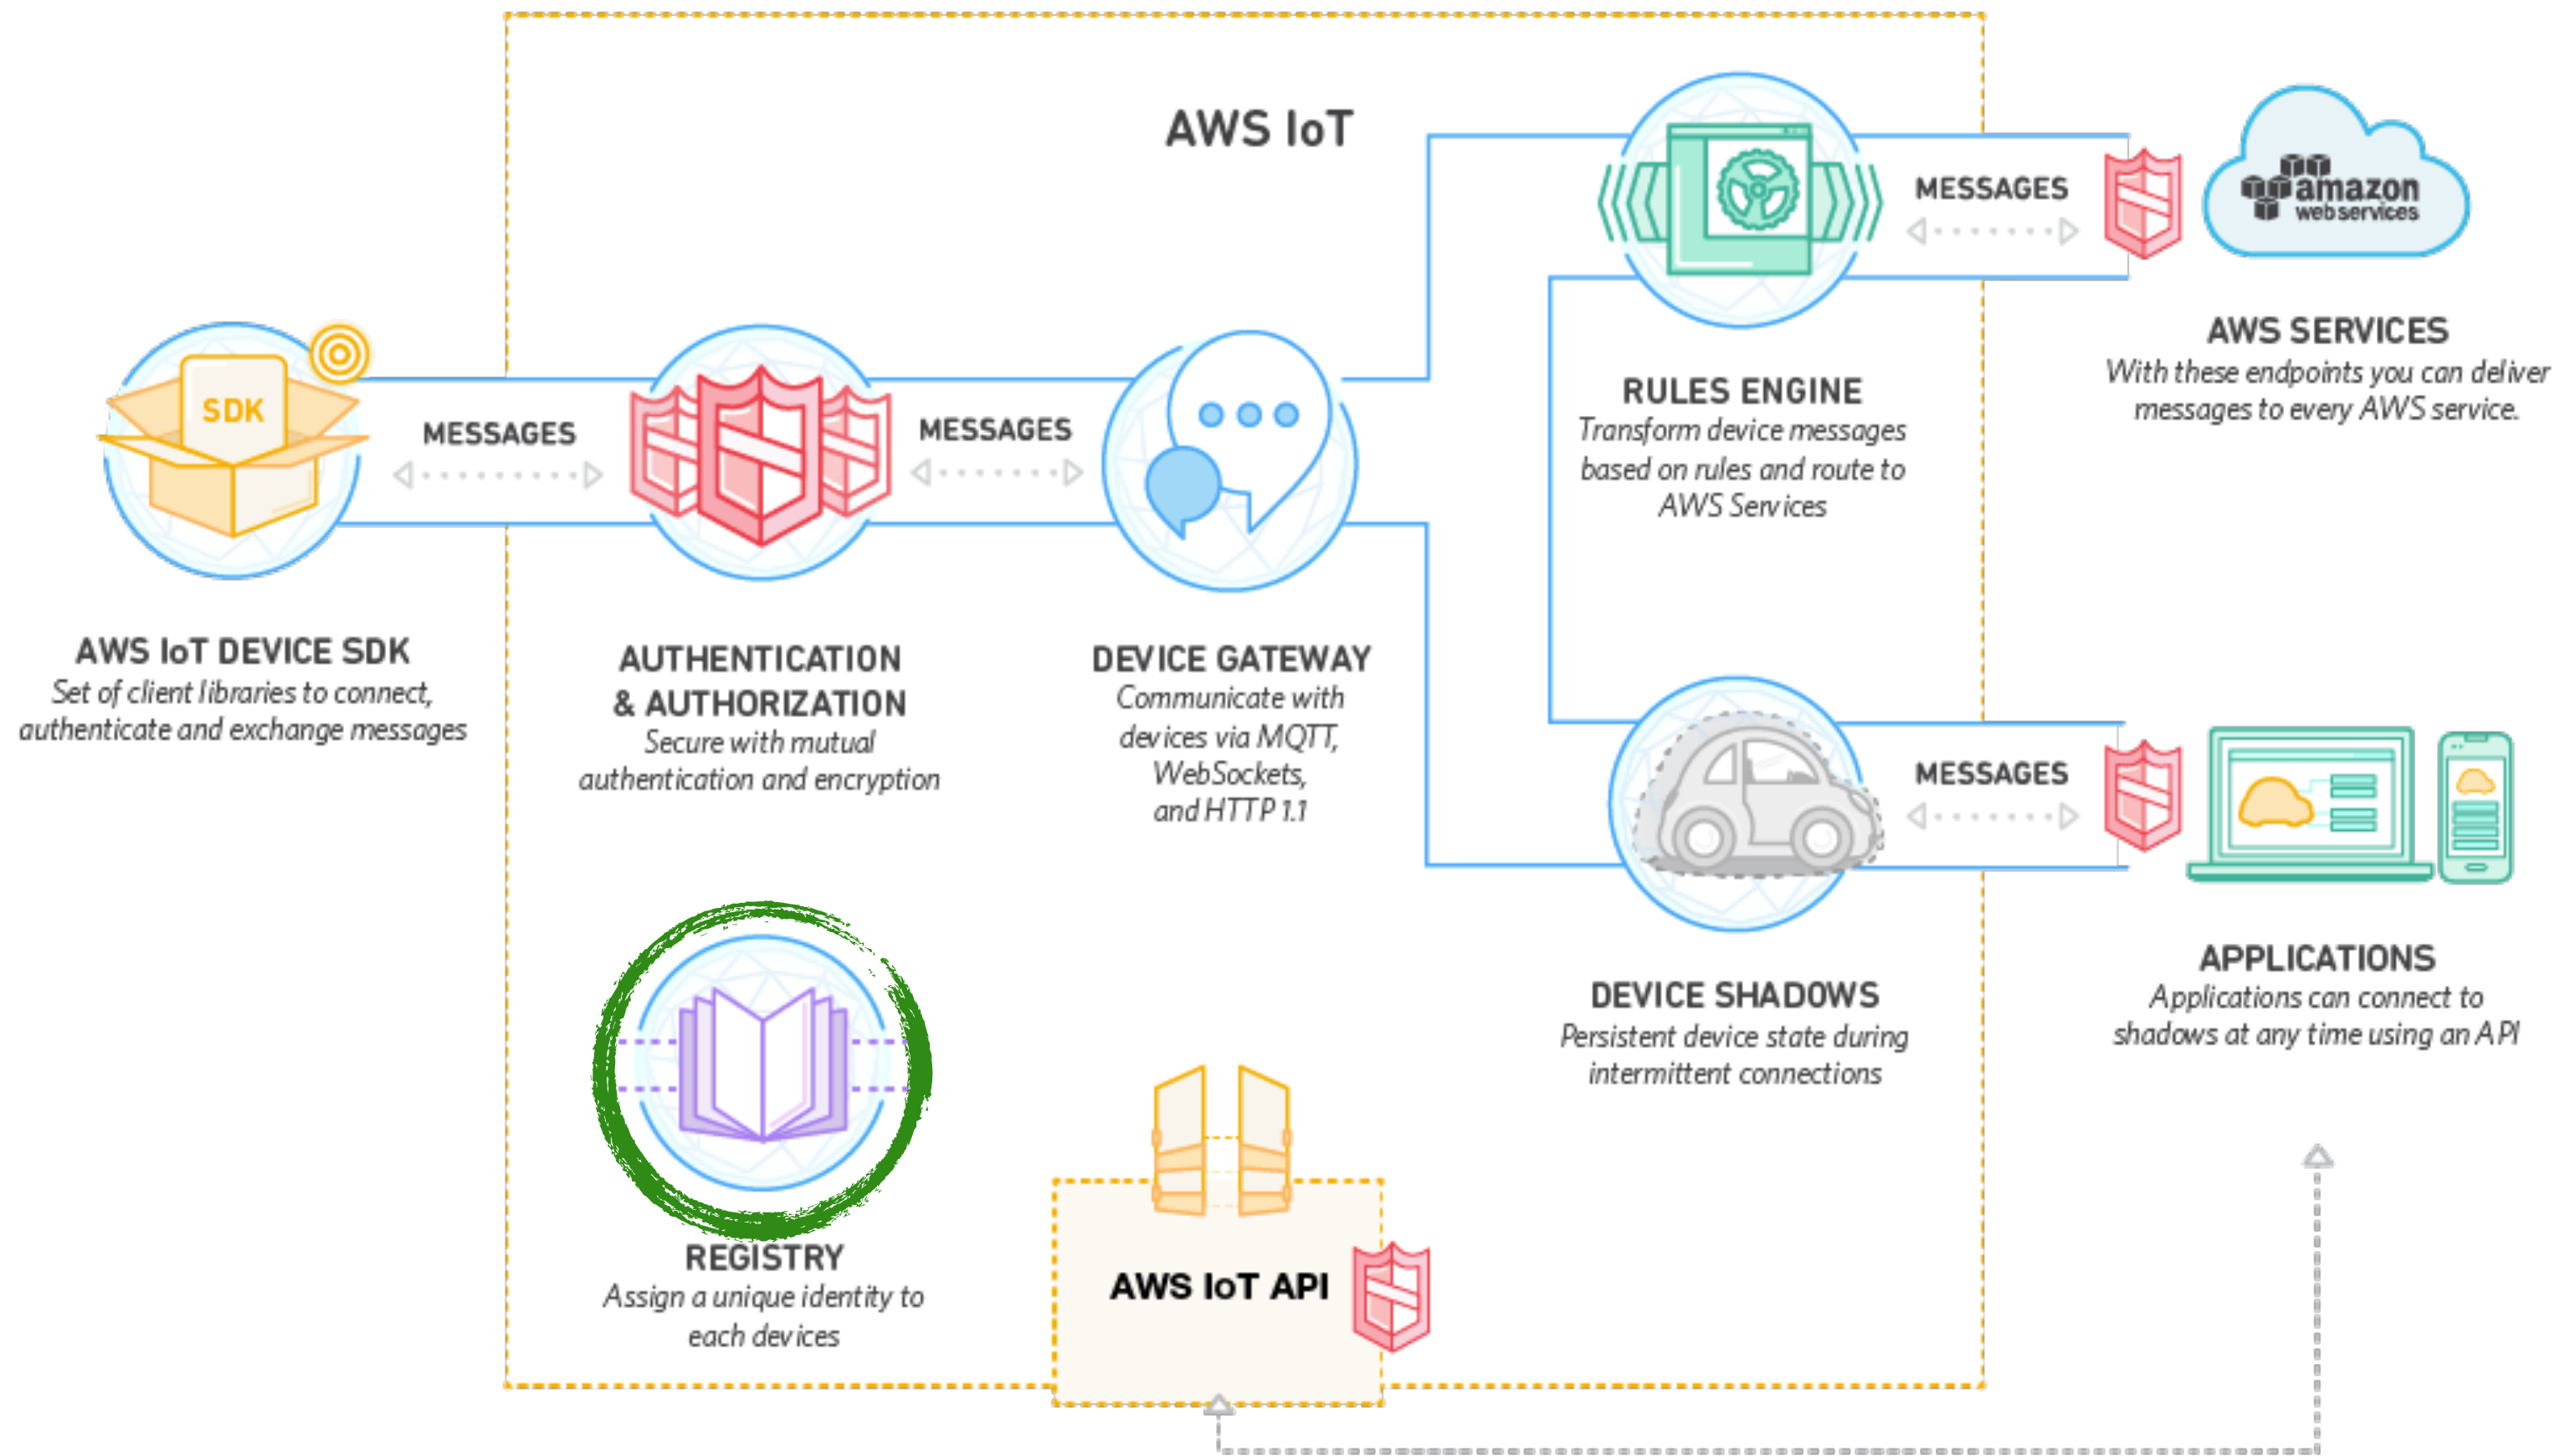 AWS IoT
SDK
MESSAGES
AWS IoT DEVICE SDK
Set of client libraries to connect,
authenticate and exchange messages
AUTHENTICATION
& AUTHORIZATION
Secure with mutual
authentication and encryption
MESSAGES
DEVICE GATEWAY
Communicate with
devices via MQTT,
WebSockets,
and HTTP 1.1
RULES ENGINE
Transform device messages
based on rules and route to
AWS Services
MESSAGES
amazon
webservices
AWS SERVICES
With these endpoints you can deliver
messages to every AWS service.
DEVICE SHADOWS
Persistent device state during
intermittent connections
MESSAGES
APPLICATIONS
Applications can connect to
shadows at any time using an API
REGISTRY
Assign a unique identity to
each devices
AWS IoT API